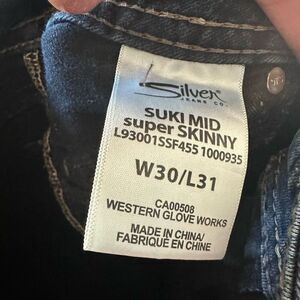 Silver
JEANS CO.
SUKI MID
super SKINNY
L93001SSF455 1000935
W30/L31
CA00508
WESTERN GLOVE WORKS
MADE IN CHINA/
FABRIQUÉ EN CHINE